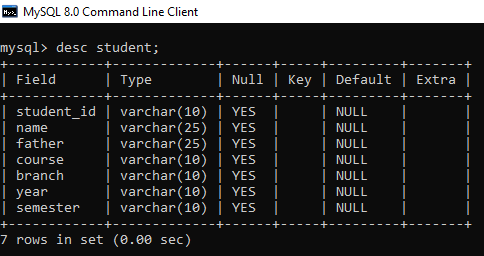 MySQL 8.0 Command Line Client
mysql> desc student;
+------------+-------------+------+-----+---------+-------+
| Field      | Type        | Null | Key | Default | Extra |
+------------+-------------+------+-----+---------+-------+
| student_id | varchar(10) | YES  |     | NULL    |       |
| name       | varchar(25) | YES  |     | NULL    |       |
| father     | varchar(25) | YES  |     | NULL    |       |
| course     | varchar(10) | YES  |     | NULL    |       |
| branch     | varchar(10) | YES  |     | NULL    |       |
| year       | varchar(10) | YES  |     | NULL    |       |
| semester   | varchar(10) | YES  |     | NULL    |       |
+------------+-------------+------+-----+---------+-------+
7 rows in set (0.00 sec)